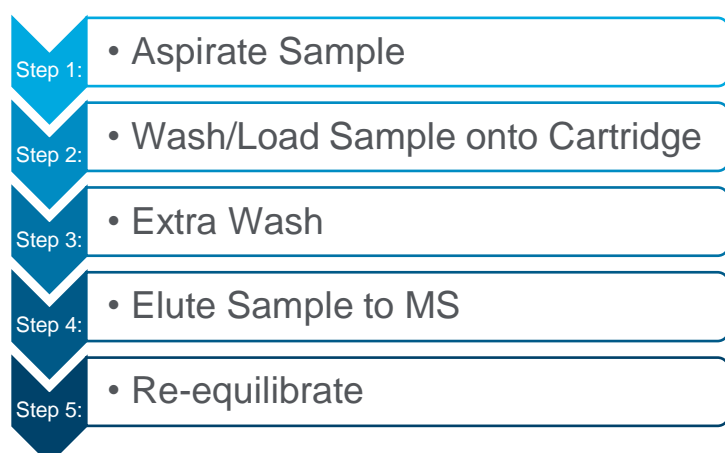 Step 1: • Aspirate Sample
Step 2: • Wash/Load Sample onto Cartridge
Step 3: • Extra Wash
Step 4: • Elute Sample to MS
Step 5: • Re-equilibrate